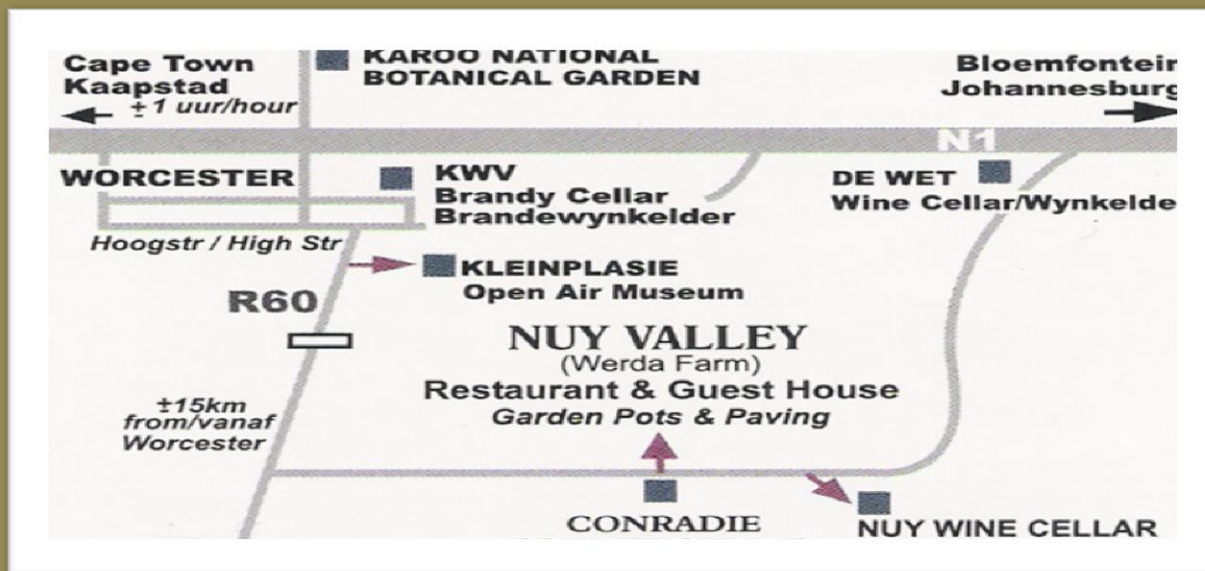 Cape Town
Kaapstad
± 1 uur/hour
KAROO NATIONAL
BOTANICAL GARDEN
Bloemfontein
Johannesburg
N1
WORCESTER
KWV
Brandy Cellar
Brandewynkelder
DE WET
Wine Cellar/Wynkelde
Hoogstr / High Str
KLEINPLASIE
Open Air Museum
R60
NUY VALLEY
(Werda Farm)
Restaurant & Guest House
Garden Pots & Paving
±15km
from/vanaf
Worcester
CONRADIE
NUY WINE CELLAR